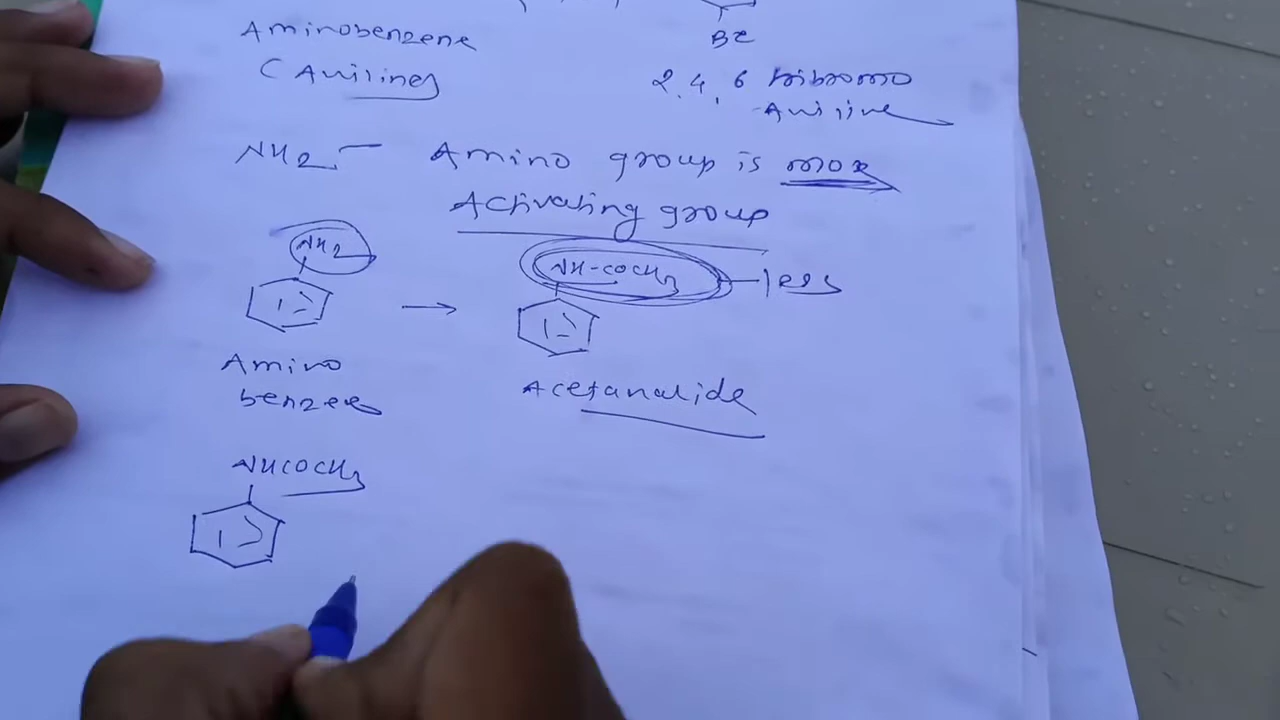 Aminobenzene
Br
(Aniline)
2,4,6 tribromo
Aniline
NH2 - Amino group is more
Activating group
NH2
NH-COCH3
less
Amino
benzene
Acetanalide
NHCOCH3